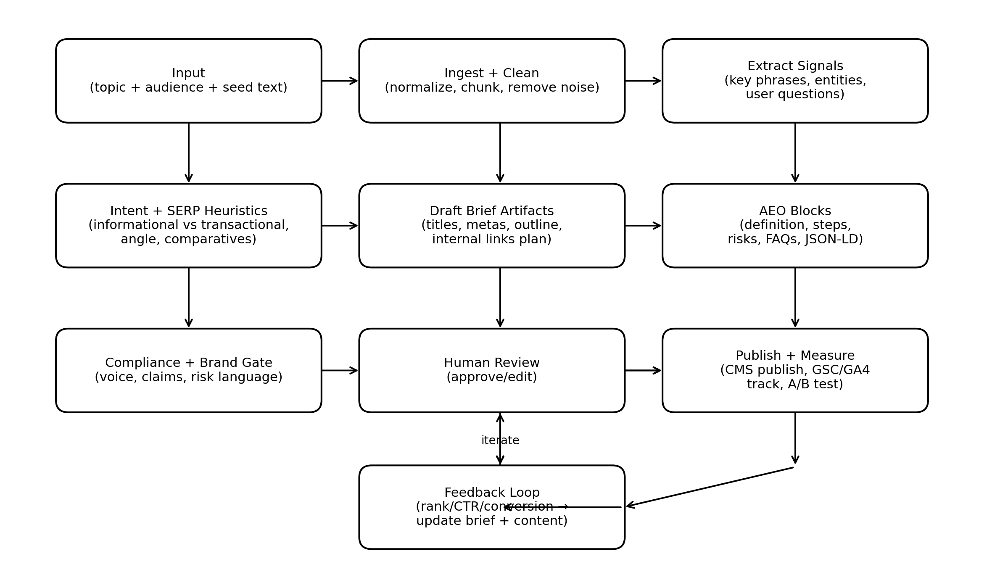 Input
(topic + audience + seed text)
Ingest + Clean
(normalize, chunk, remove noise)
Extract Signals
(key phrases, entities,
user questions)
Intent + SERP Heuristics
(informational vs transactional,
angle, comparatives)
Draft Brief Artifacts
(titles, metas, outline,
internal links plan)
AEO Blocks
(definition, steps,
risks, FAQs, JSON-LD)
Compliance + Brand Gate
(voice, claims, risk language)
Human Review
(approve/edit)
Publish + Measure
(CMS publish, GSC/GA4
track, A/B test)
iterate
Feedback Loop
(rank/CTR/conversion →
update brief + content)